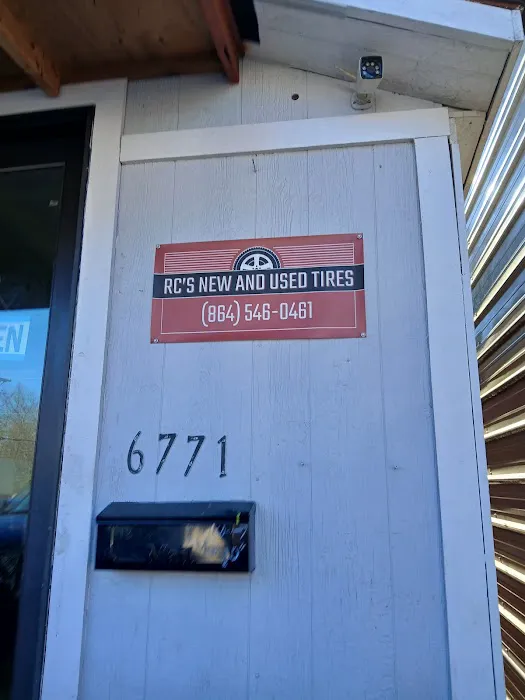 RC'S NEW AND USED TIRES
(864) 546-0461
EN
6771